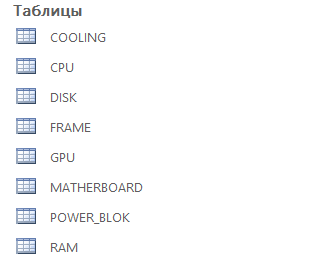 Таблицы
COOLING
CPU
DISK
FRAME
GPU
MATHERBOARD
POWER_BLOK
RAM